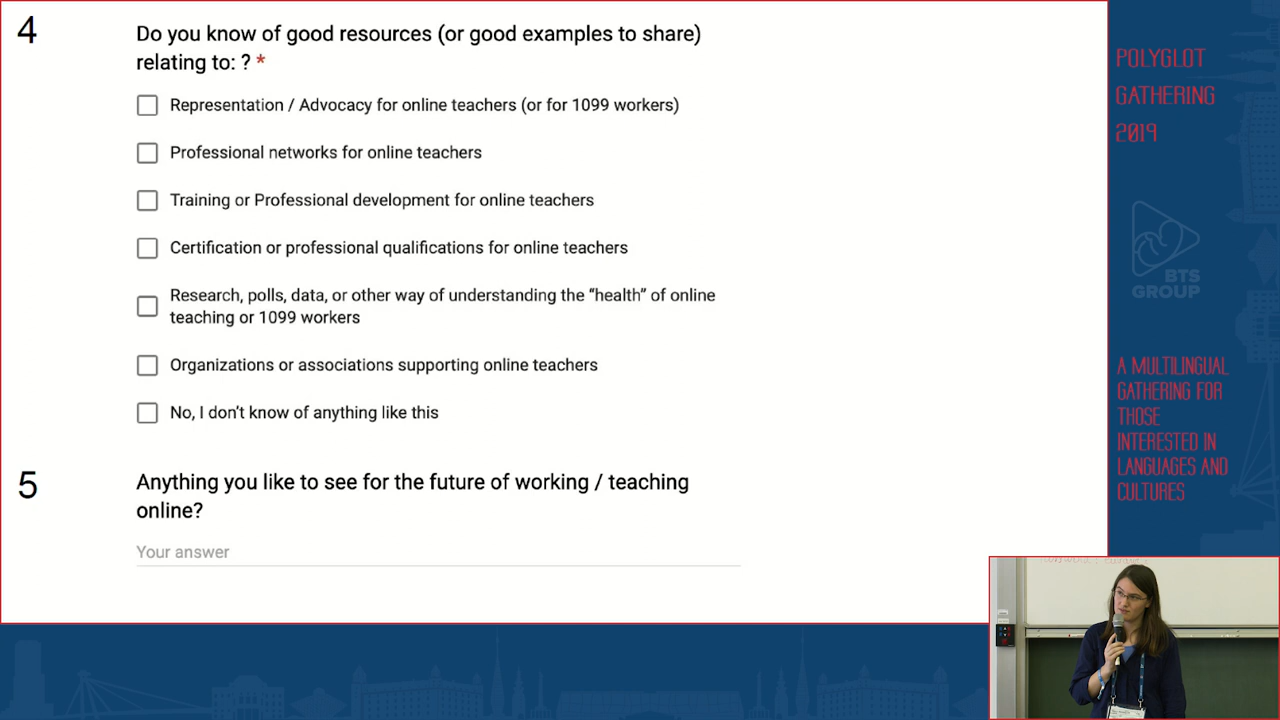 4
Do you know of good resources (or good examples to share)
relating to: ? *
Representation / Advocacy for online teachers (or for 1099 workers)
Professional networks for online teachers
Training or Professional development for online teachers
Certification or professional qualifications for online teachers
Research, polls, data, or other way of understanding the “health” of online
teaching or 1099 workers
Organizations or associations supporting online teachers
No, I don’t know of anything like this
5
Anything you like to see for the future of working / teaching
online?
Your answer
POLYGLOT
GATHERING
2019
BTS
GROUP
A MULTILINGUAL
GATHERING FOR
THOSE
INTERESTED IN
LANGUAGES AND
CULTURES